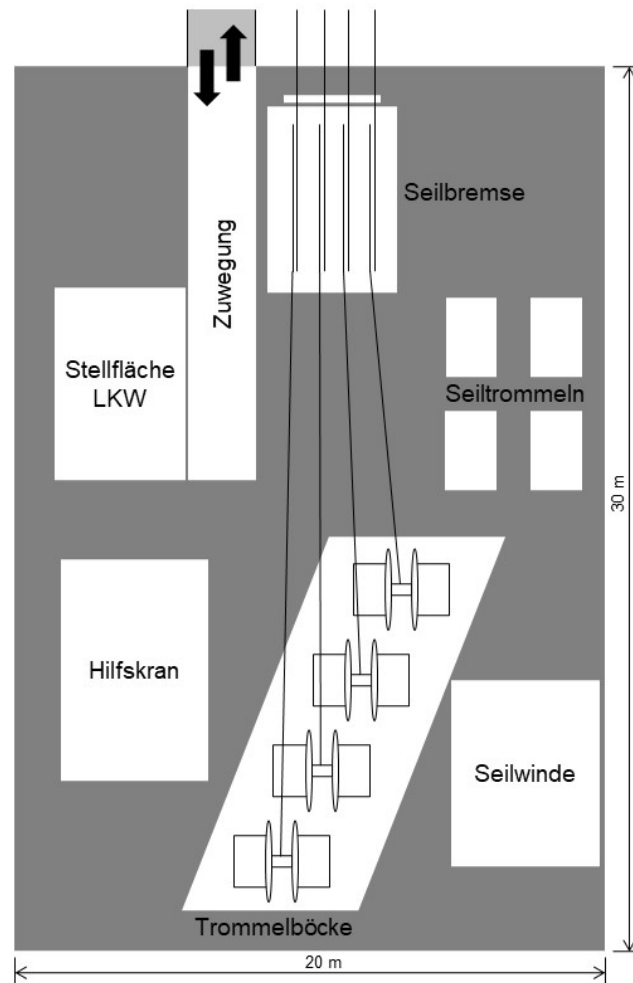 Seilbremse
Zuwegung
Stellfläche
LKW
Seiltrommeln
30 m
Hilfskran
Seilwinde
Trommelböcke
20 m